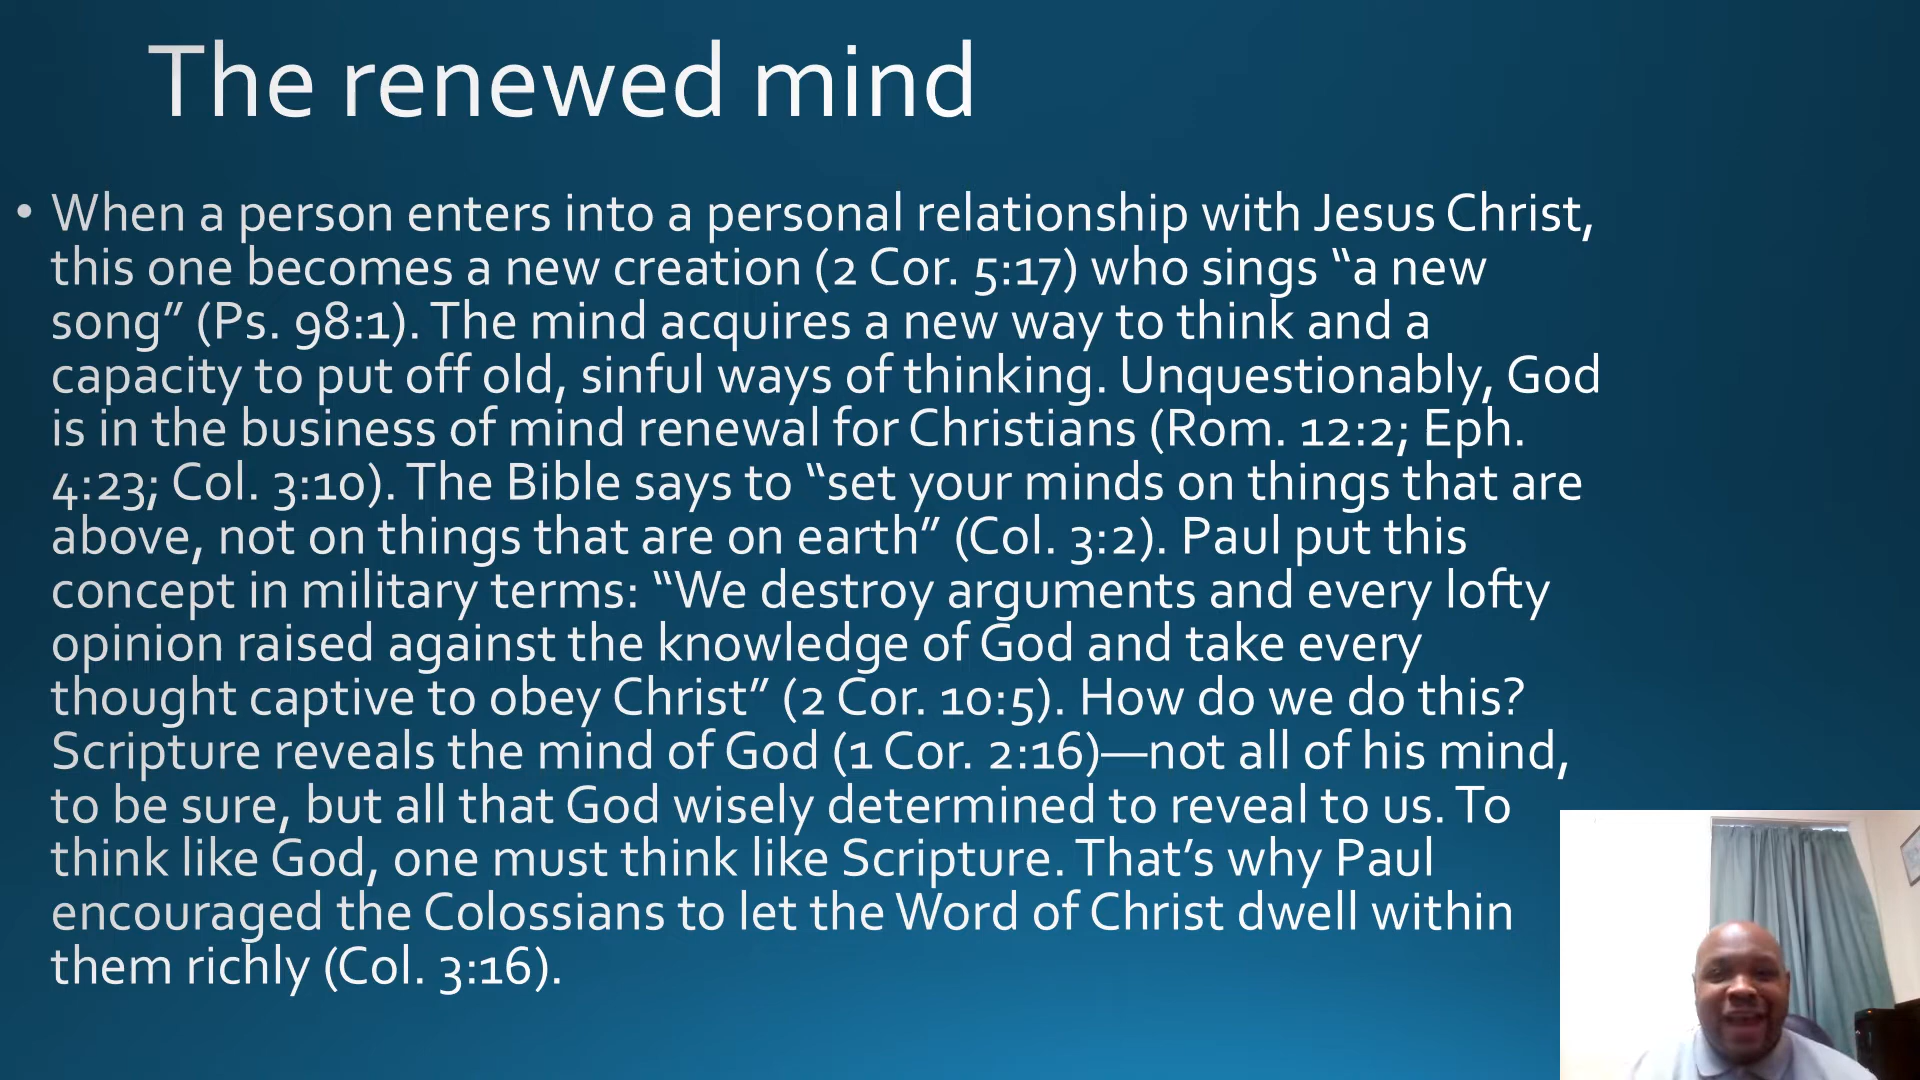 The renewed mind
• When a person enters into a personal relationship with Jesus Christ,
this one becomes a new creation (2 Cor. 5:17) who sings “a new
song” (Ps. 98:1). The mind acquires a new way to think and a
capacity to put off old, sinful ways of thinking. Unquestionably, God
is in the business of mind renewal for Christians (Rom. 12:2; Eph.
4:23; Col. 3:10). The Bible says to “set your minds on things that are
above, not on things that are on earth” (Col. 3:2). Paul put this
concept in military terms: “We destroy arguments and every lofty
opinion raised against the knowledge of God and take every
thought captive to obey Christ” (2 Cor. 10:5). How do we do this?
Scripture reveals the mind of God (1 Cor. 2:16)—not all of his mind,
to be sure, but all that God wisely determined to reveal to us. To
think like God, one must think like Scripture. That’s why Paul
encouraged the Colossians to let the Word of Christ dwell within
them richly (Col. 3:16).